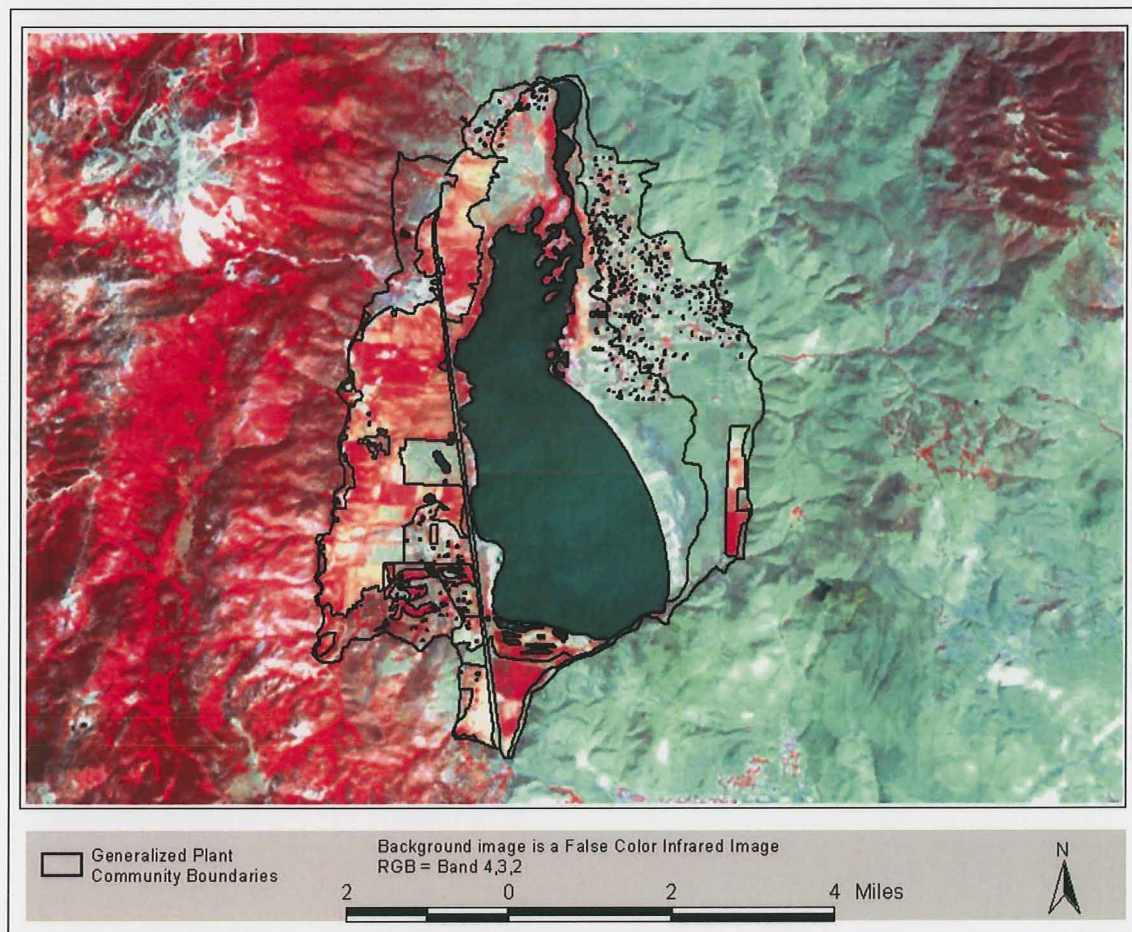 Generalized Plant
Community Boundaries
Background image is a False Color Infrared Image
RGB = Band 4,3,2
N
2 0 2 4 Miles